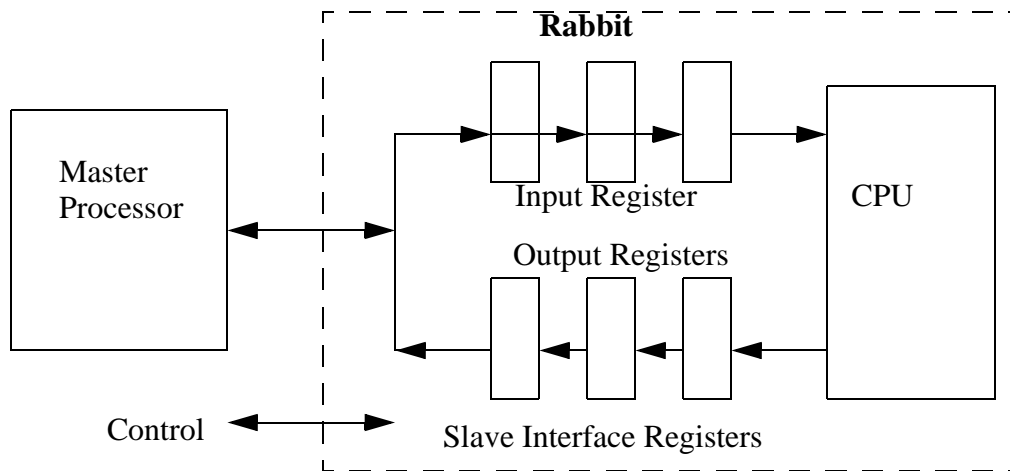 Rabbit
Master
Processor
Input Register
CPU
Output Registers
Control
Slave Interface Registers